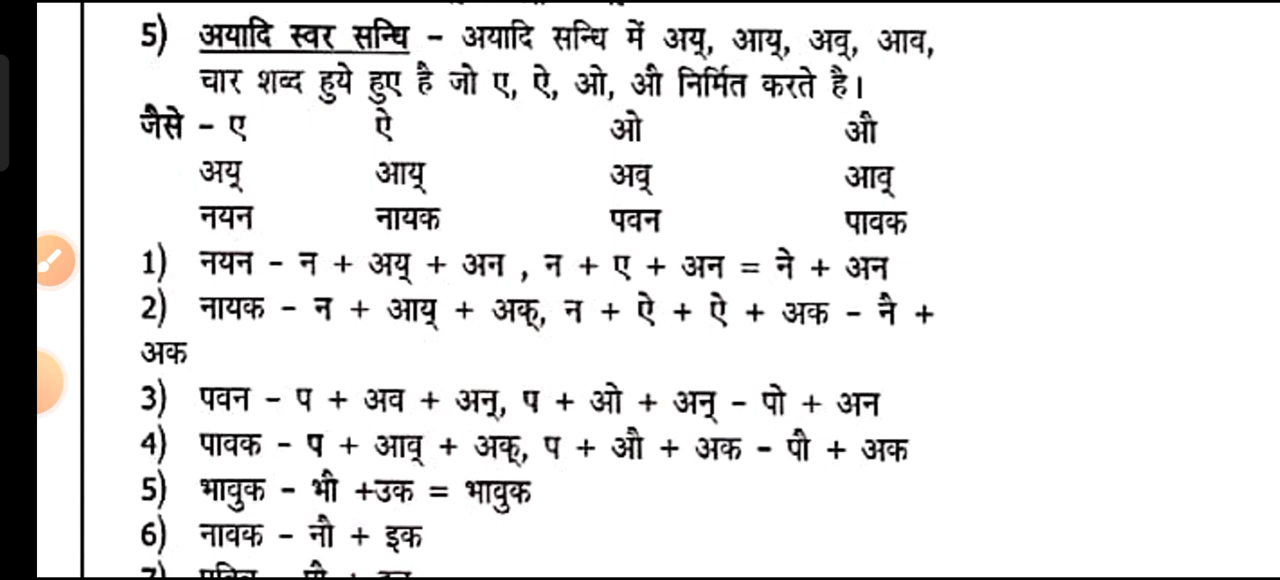 5) अयादि स्वर सन्धि - अयादि सन्धि में अय्, आय्, अव्, आव,
चार शब्द हुये हुए है जो ए, ऐ, ओ, औ निर्मित करते है।
जैसे - ए ऐ ओ औ
अय् आय् अव् आव्
नयन नायक पवन पावक
1) नयन - न + अय् + अन , न + ए + अन = ने + अन
2) नायक - न + आय् + अक्, न + ऐ + ऐ + अक - नै +
अक
3) पवन - प + अव + अन्, प + ओ + अन् - पो + अन
4) पावक - प + आव् + अक्, प + औ + अक - पौ + अक
5) भावुक - भौ +उक = भावुक
6) नावक - नौ + इक